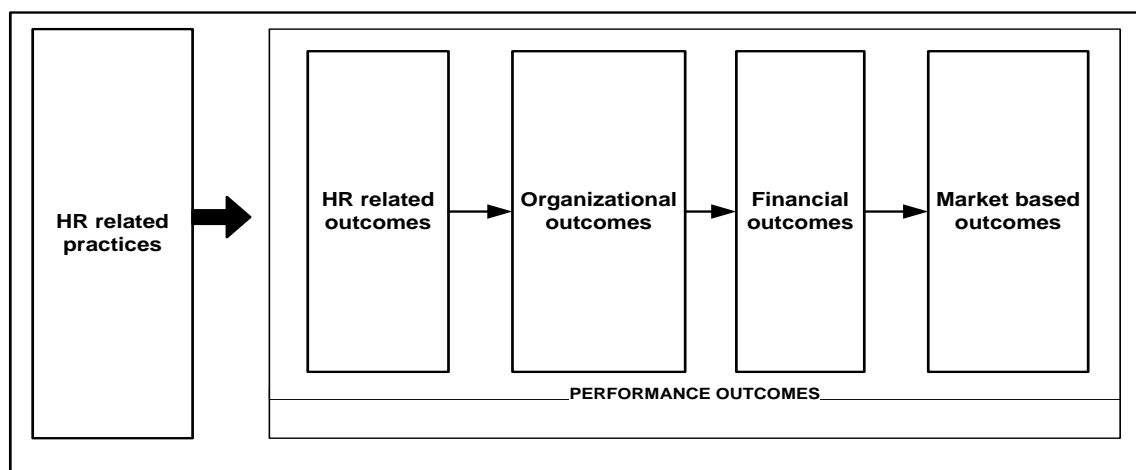 HR related
practices
HR related
outcomes
Organizational
outcomes
Financial
outcomes
Market based
outcomes
PERFORMANCE OUTCOMES